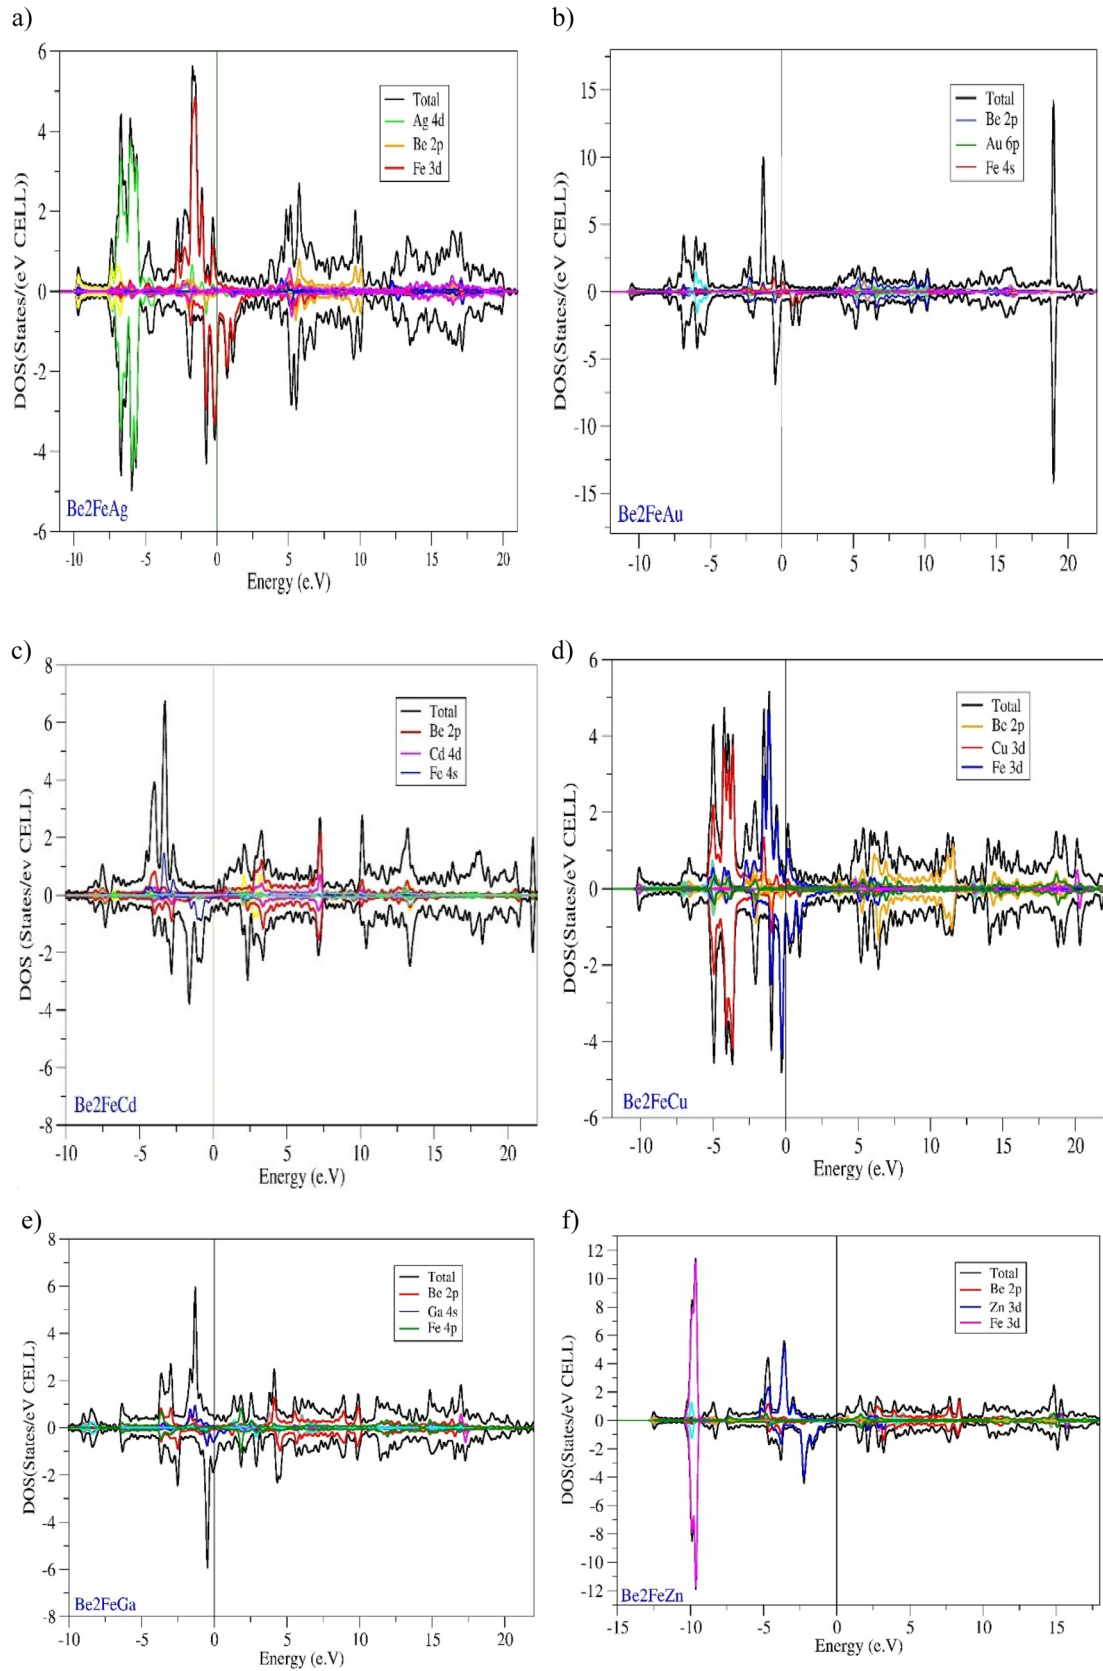 a)
6
4
2
0
-2
-4
-6
DOS(States/(eV CELL))
Total
Ag 4d
Be 2p
Fe 3d
Be2FeAg
-10 -5 0 5 10 15 20
Energy (e.V)
b)
15
10
5
0
-5
-10
-15
DOS(States/(eV CELL)
Total
Be 2p
Au 6p
Fe 4s
Be2FeAu
-10 -5 0 5 10 15 20
c)
8
6
4
2
0
-2
-4
-6
-8
DOS (States/eV CELL)
Total
Be 2p
Cd 4d
Fe 4s
Be2FeCd
-10 -5 0 5 10 15 20
Energy (e.V)
d)
6
4
2
0
-2
-4
-6
DOS(States/eV CELL)
Total
Be 2p
Cu 3d
Fe 3d
Be2FeCu
-10 -5 0 5 10 15 20
Energy (e.V)
e)
8
6
4
2
0
-2
-4
-6
-8
DOS(States/eV CELL)
Total
Be 2p
Ga 4s
Fe 4p
Be2FeGa
-10 -5 0 5 10 15 20
Energy (e.V)
f)
12
10
8
6
4
2
0
-2
-4
-6
-8
-10
-12
DOS(States/eV CELL)
Total
Be 2p
Zn 3d
Fe 3d
Be2FeZn
-15 -10 -5 0 5 10 15
Energy (e.V)